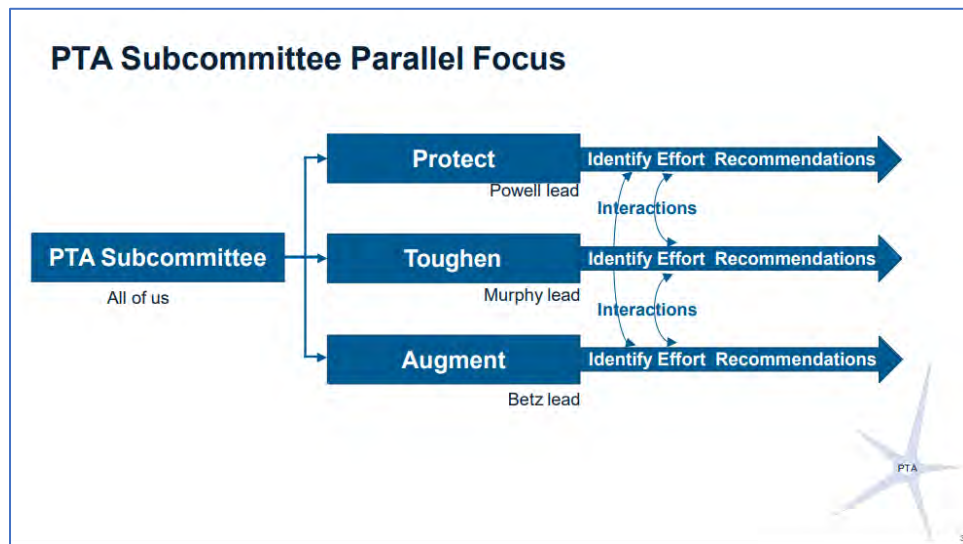 PTA Subcommittee Parallel Focus
Protect
Identify Effort Recommendations
Powell lead
Interactions
PTA Subcommittee
Toughen
Identify Effort Recommendations
All of us
Murphy lead
Interactions
Augment
Identify Effort Recommendations
Betz lead
PTA
3